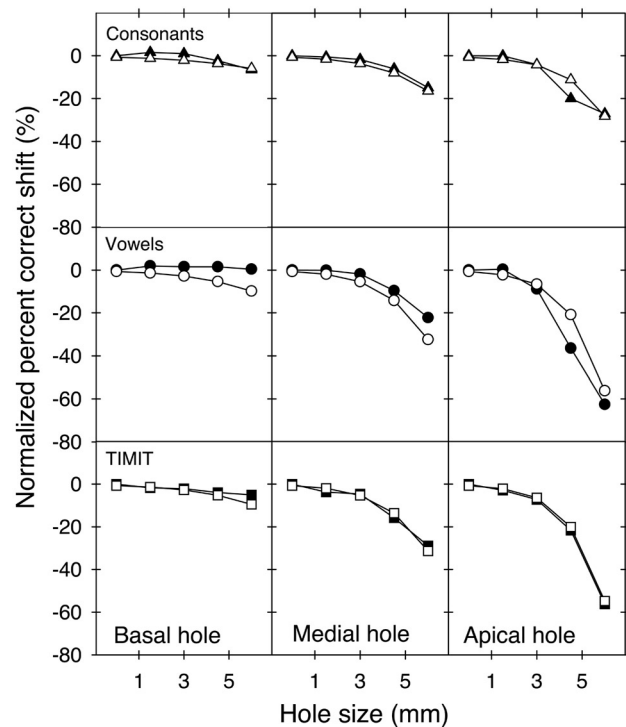 Normalized percent correct shift (%)
Consonants
0
-20
-40
-60
-80
Vowels
0
-20
-40
-60
-80
TIMIT
0
-20
-40
-60
-80
Basal hole
Medial hole
Apical hole
1 3 5 1 3 5 1 3 5
Hole size (mm)